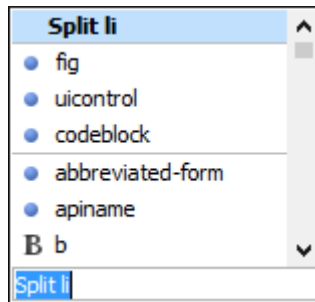 Split li
fig
uicontrol
codeblock
abbreviated-form
apiname
B b
Split li